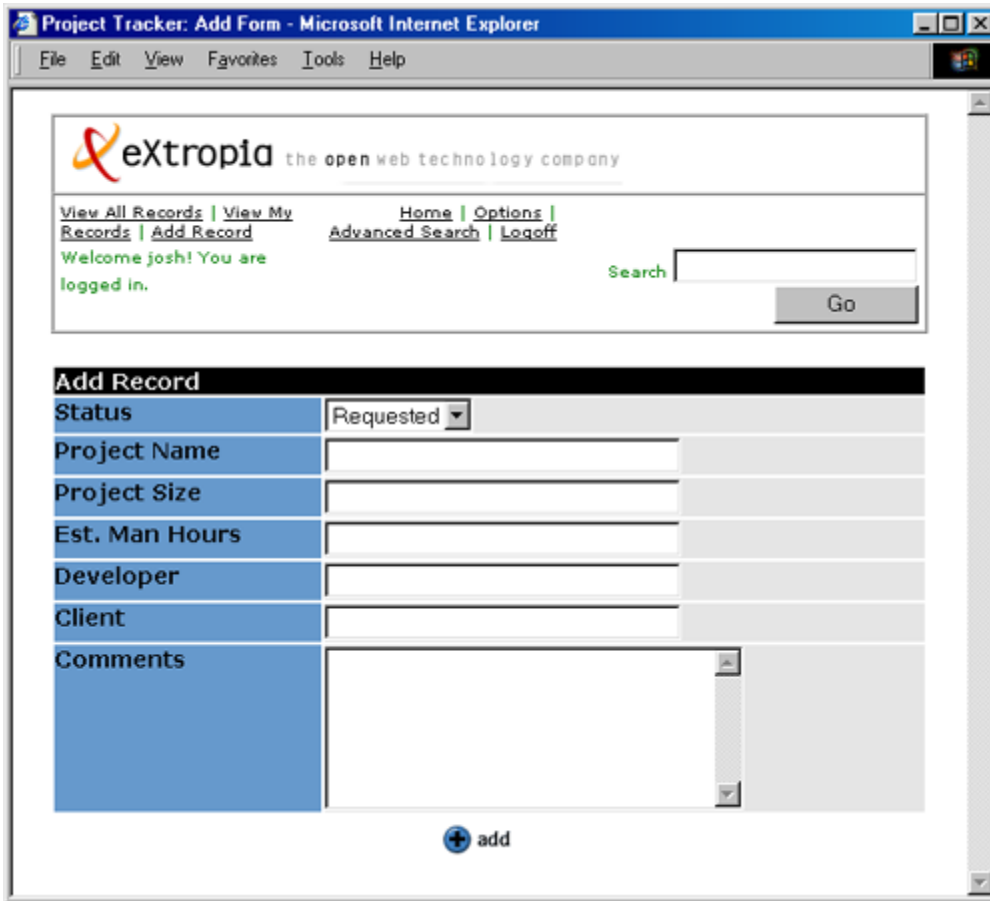 Project Tracker: Add Form - Microsoft Internet Explorer
File Edit View Favorites Tools Help
eXtropia the open web technology company
View All Records | View My
Records | Add Record
Home | Options |
Advanced Search | Logoff
Welcome josh! You are
logged in.
Search
Go
Add Record
Status
Requested
Project Name
Project Size
Est. Man Hours
Developer
Client
Comments
add